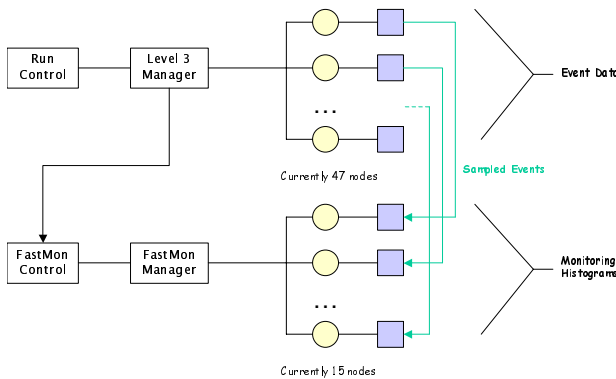 Run
Control
Level 3
Manager
Event Data
...
Currently 47 nodes
Sampled Events
FastMon
Control
FastMon
Manager
Monitoring
Histograms
...
Currently 15 nodes